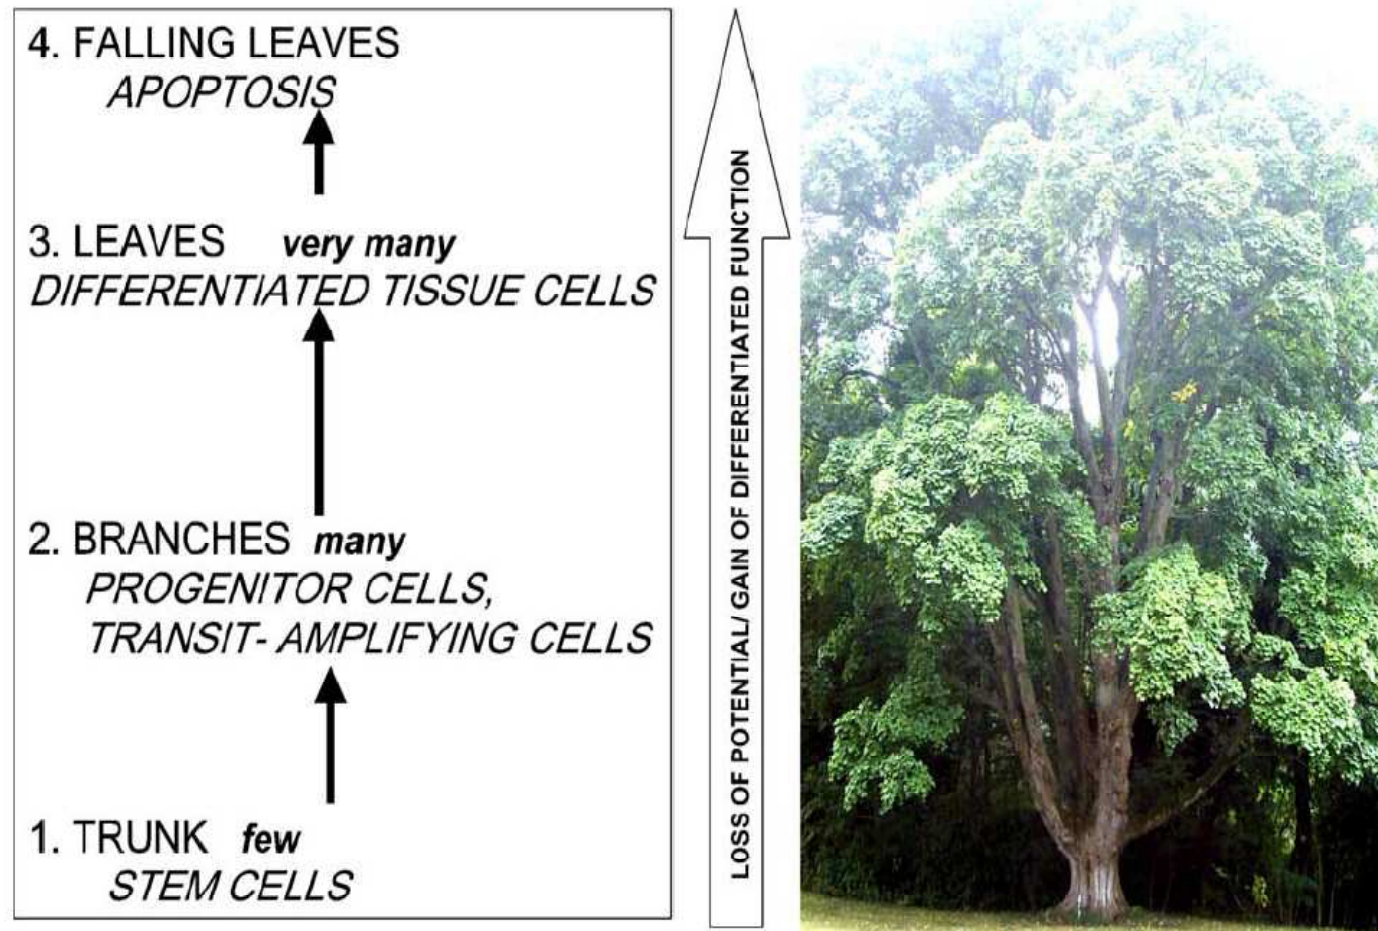 4. FALLING LEAVES
APOPTOSIS
3. LEAVES very many
DIFFERENTIATED TISSUE CELLS
2. BRANCHES many
PROGENITOR CELLS,
TRANSIT- AMPLIFYING CELLS
1. TRUNK few
STEM CELLS
LOSS OF POTENTIAL/ GAIN OF DIFFERENTIATED FUNCTION